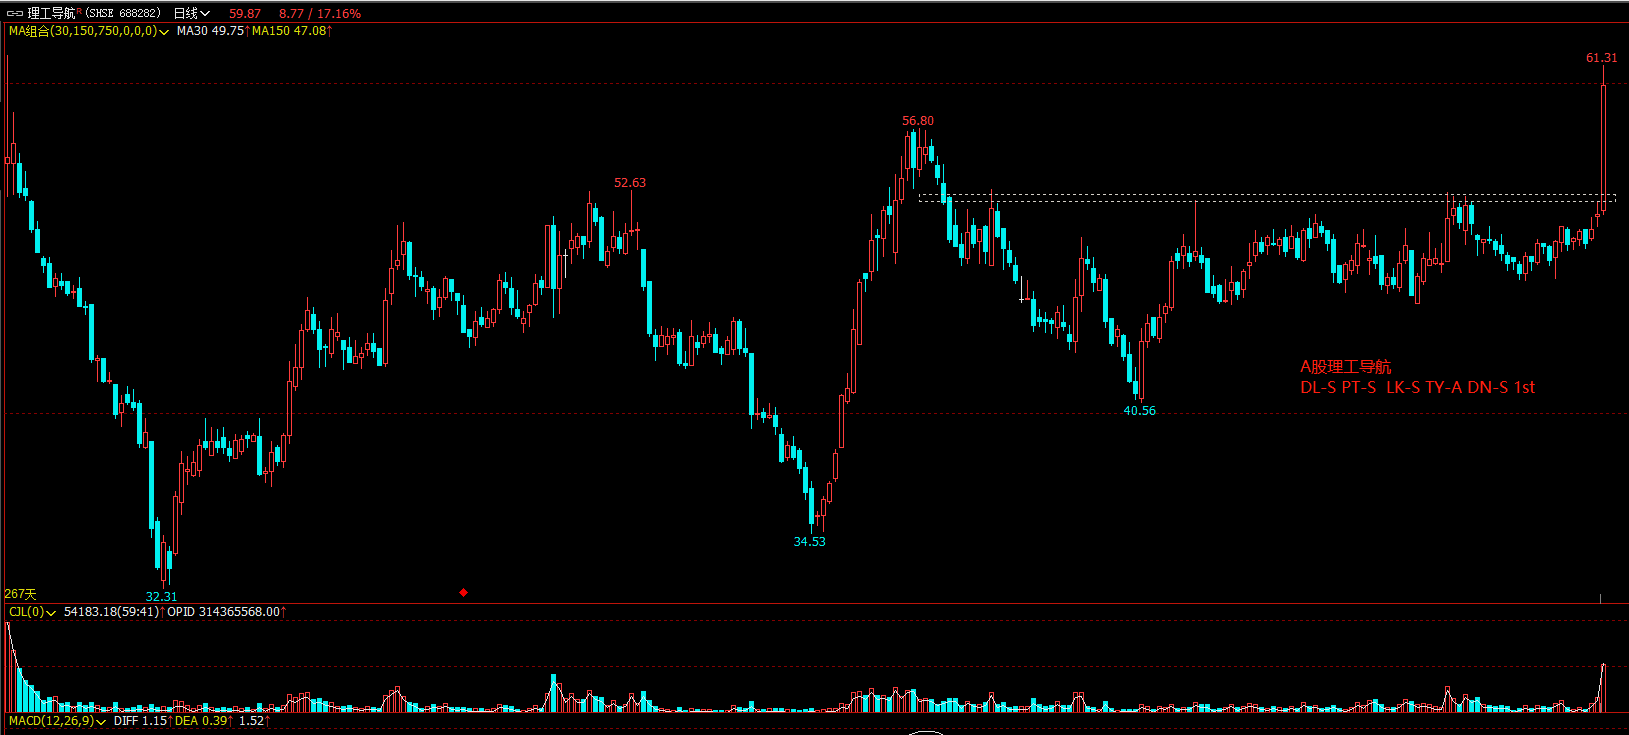 理工导航R(SHSE 688282) 日线 59.87 8.77 / 17.16%
MA组合(30,150,750,0,0,0) MA30 49.75↑MA150 47.08↑
61.31
56.80
52.63
A股理工导航
DL-S PT-S LK-S TY-A DN-S 1st
40.56
34.53
267天
32.31
CJL(0) 54183.18(59:41)↑OPID 314365568.00↑
MACD(12,26,9) DIFF 1.15↑DEA 0.39↑ 1.52↑